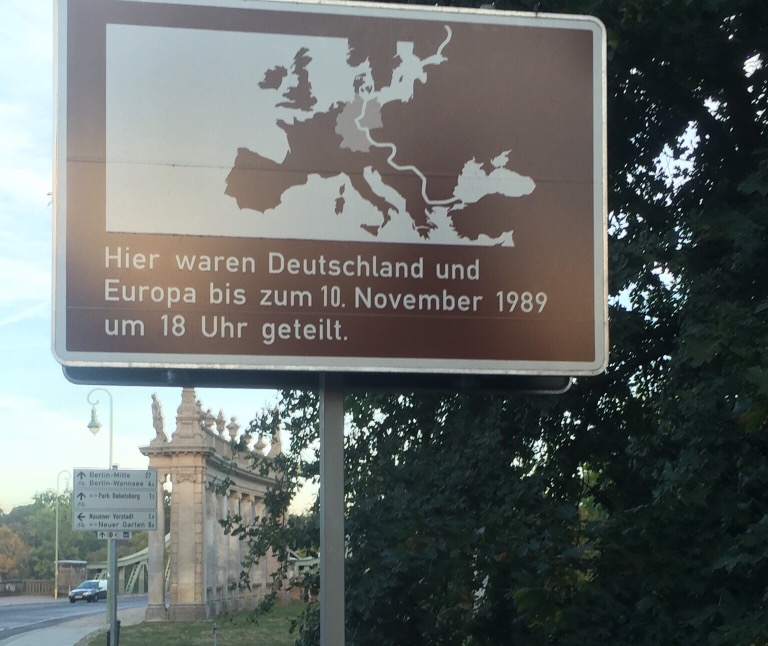 Hier waren Deutschland und
Europa bis zum 10. November 1989
um 18 Uhr geteilt.
Berlin-Mitte
Berlin-Wannsee
Park Babelsberg
Nauener Vorstadt
Neuer Garten